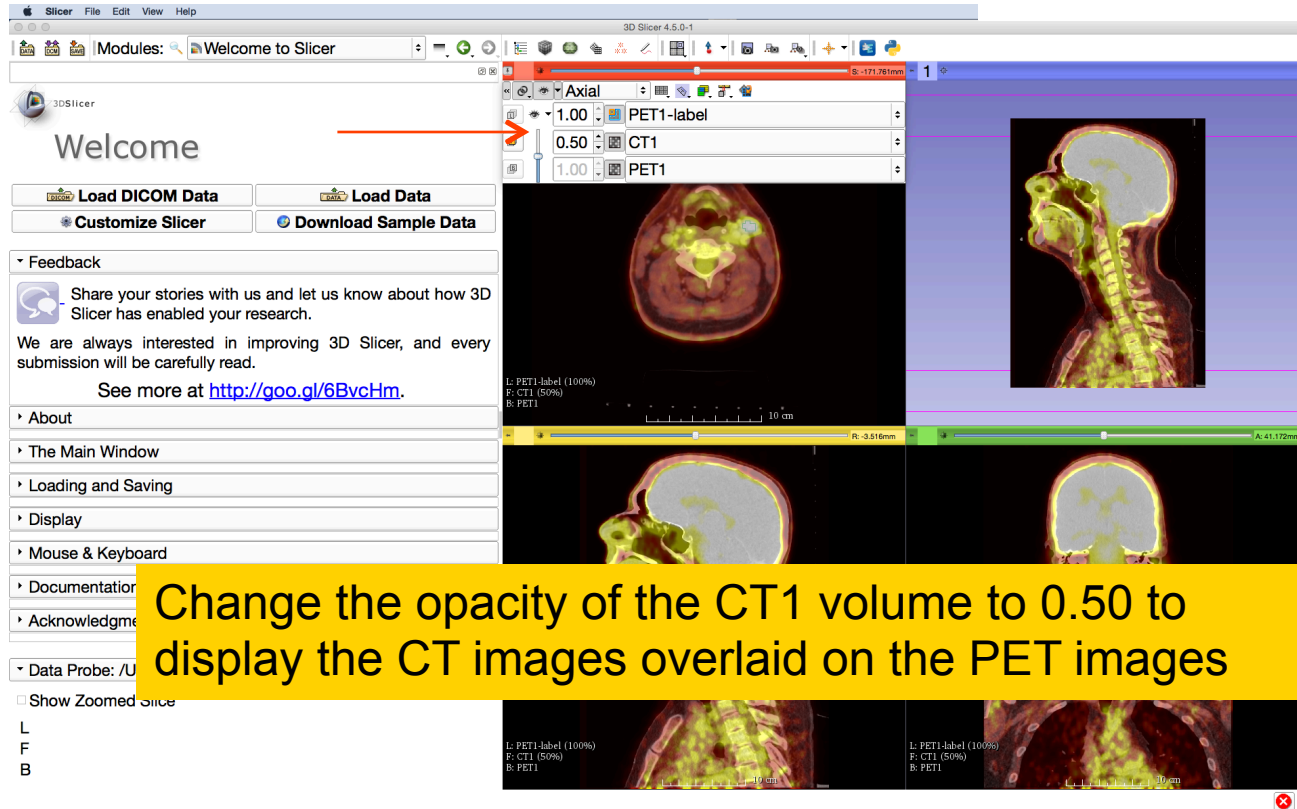 Slicer File Edit View Help
3D Slicer 4.5.0-1
DATA DCM SAVE Modules: Welcome to Slicer
S: -171.761mm 1
3DSlicer
Axial
Welcome
1.00 PET1-label
0.50 CT1
1.00 PET1
DICOM Load DICOM Data DATA Load Data
Customize Slicer Download Sample Data
Feedback
Share your stories with us and let us know about how 3D
Slicer has enabled your research.
We are always interested in improving 3D Slicer, and every
submission will be carefully read.
See more at http://goo.gl/6BvcHm.
L: PET1-label (100%)
F: CT1 (50%)
B: PET1
10 cm
About
R: -3.516mm A: 41.172mm
The Main Window
Loading and Saving
Display
Mouse & Keyboard
Documentation
Acknowledgme
Change the opacity of the CT1 volume to 0.50 to
display the CT images overlaid on the PET images
Data Probe: /U
Show Zoomed Slice
L
F
B
L: PET1-label (100%)
F: CT1 (50%)
B: PET1
10 cm
L: PET1-label (100%)
F: CT1 (50%)
B: PET1
10 cm